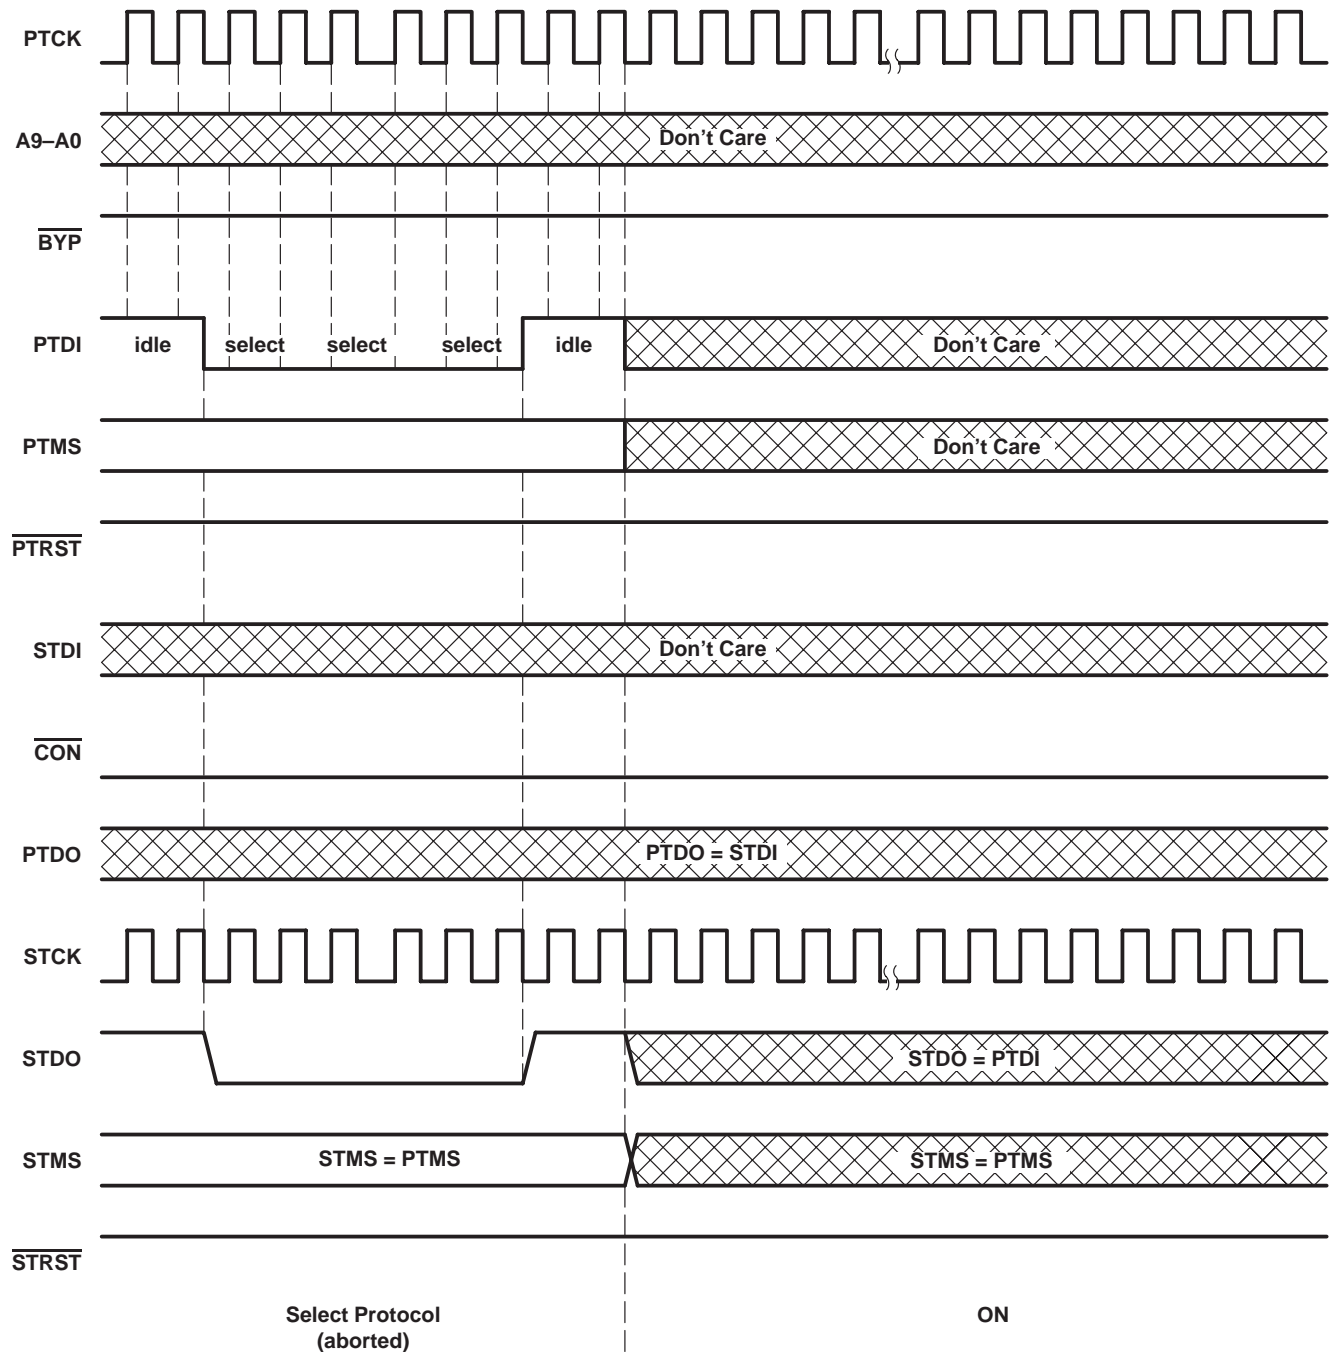 PTCK
A9–A0
Don't Care
BYP
PTDI
idle
select
select
select
idle
Don't Care
PTMS
Don't Care
PTRST
STDI
Don't Care
CON
PTDO
PTDO = STDI
STCK
STDO
STDO = PTDI
STMS
STMS = PTMS
STMS = PTMS
STRST
Select Protocol
(aborted)
ON